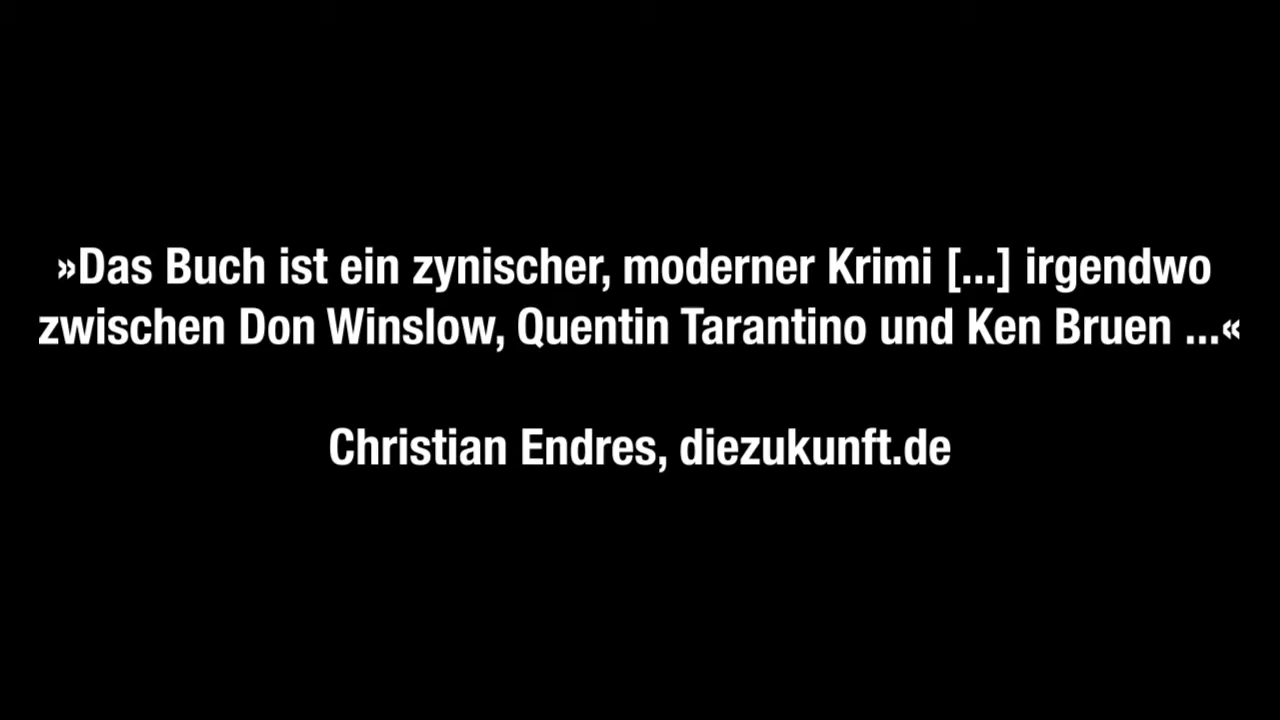 »Das Buch ist ein zynischer, moderner Krimi [...] irgendwo
zwischen Don Winslow, Quentin Tarantino und Ken Bruen ...«
Christian Endres, diezukunft.de